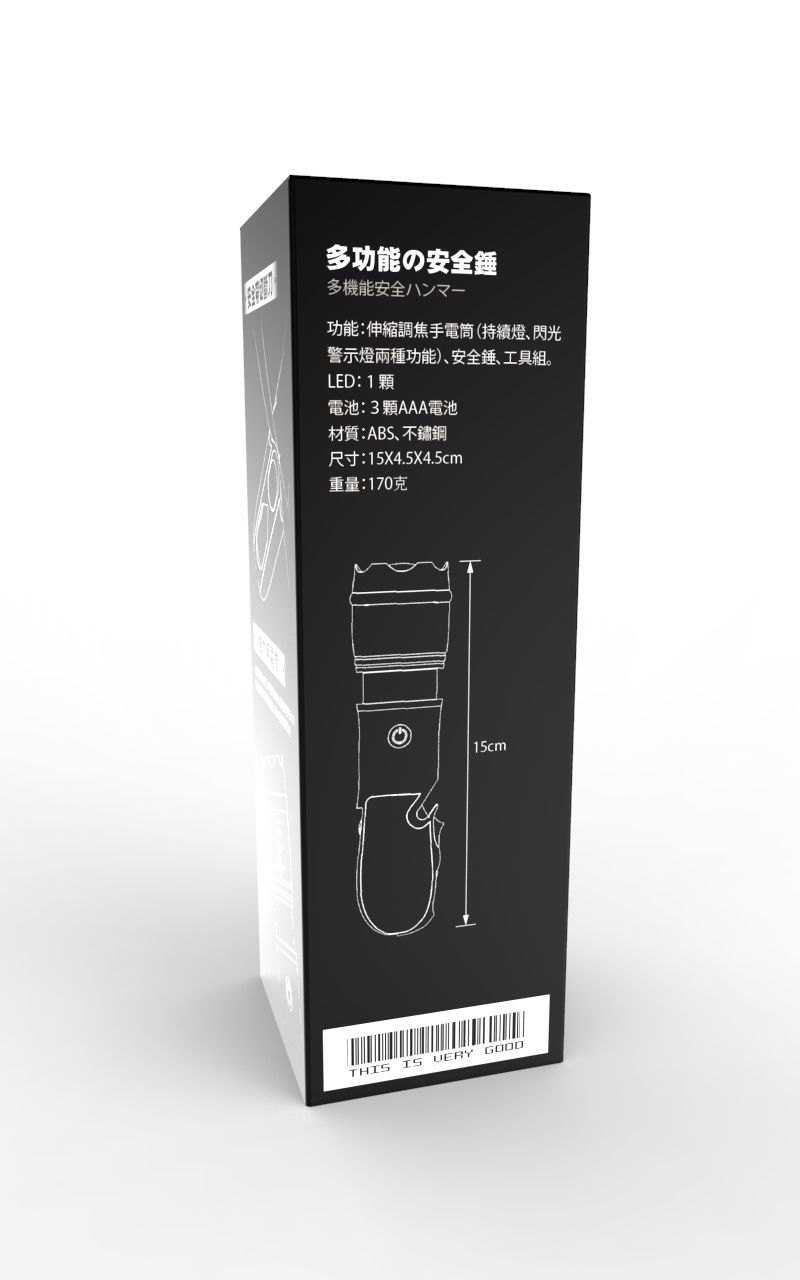 多功能の安全錘
多機能安全ハンマー
功能：伸縮調焦手電筒（持續燈、閃光
警示燈兩種功能）、安全錘、工具組。
LED：1 顆
電池：3 顆AAA電池
材質：ABS、不鏽鋼
尺寸：15X4.5X4.5cm
重量：170克
15cm
THIS IS VERY GOOD